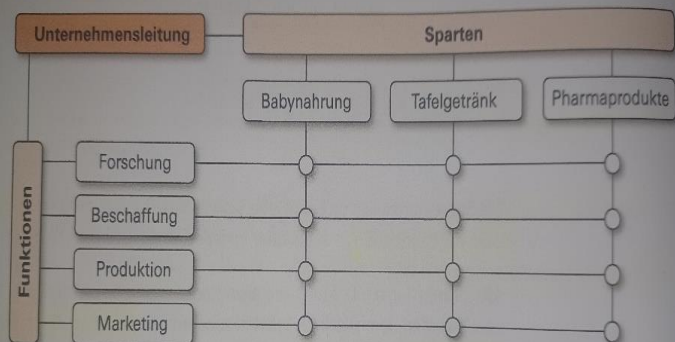 Unternehmensleitung
Sparten
Babynahrung
Tafelgetränk
Pharmaprodukte
Funktionen
Forschung
Beschaffung
Produktion
Marketing